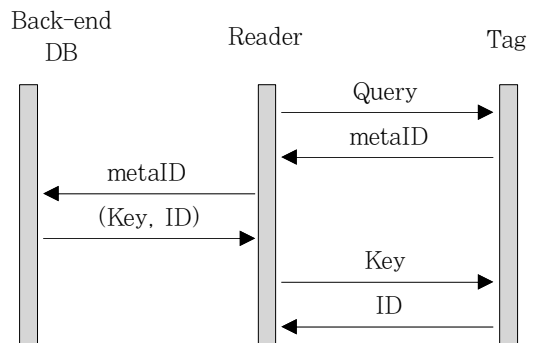 Back-end
DB
Reader
Tag
Query
metaID
metaID
(Key, ID)
Key
ID